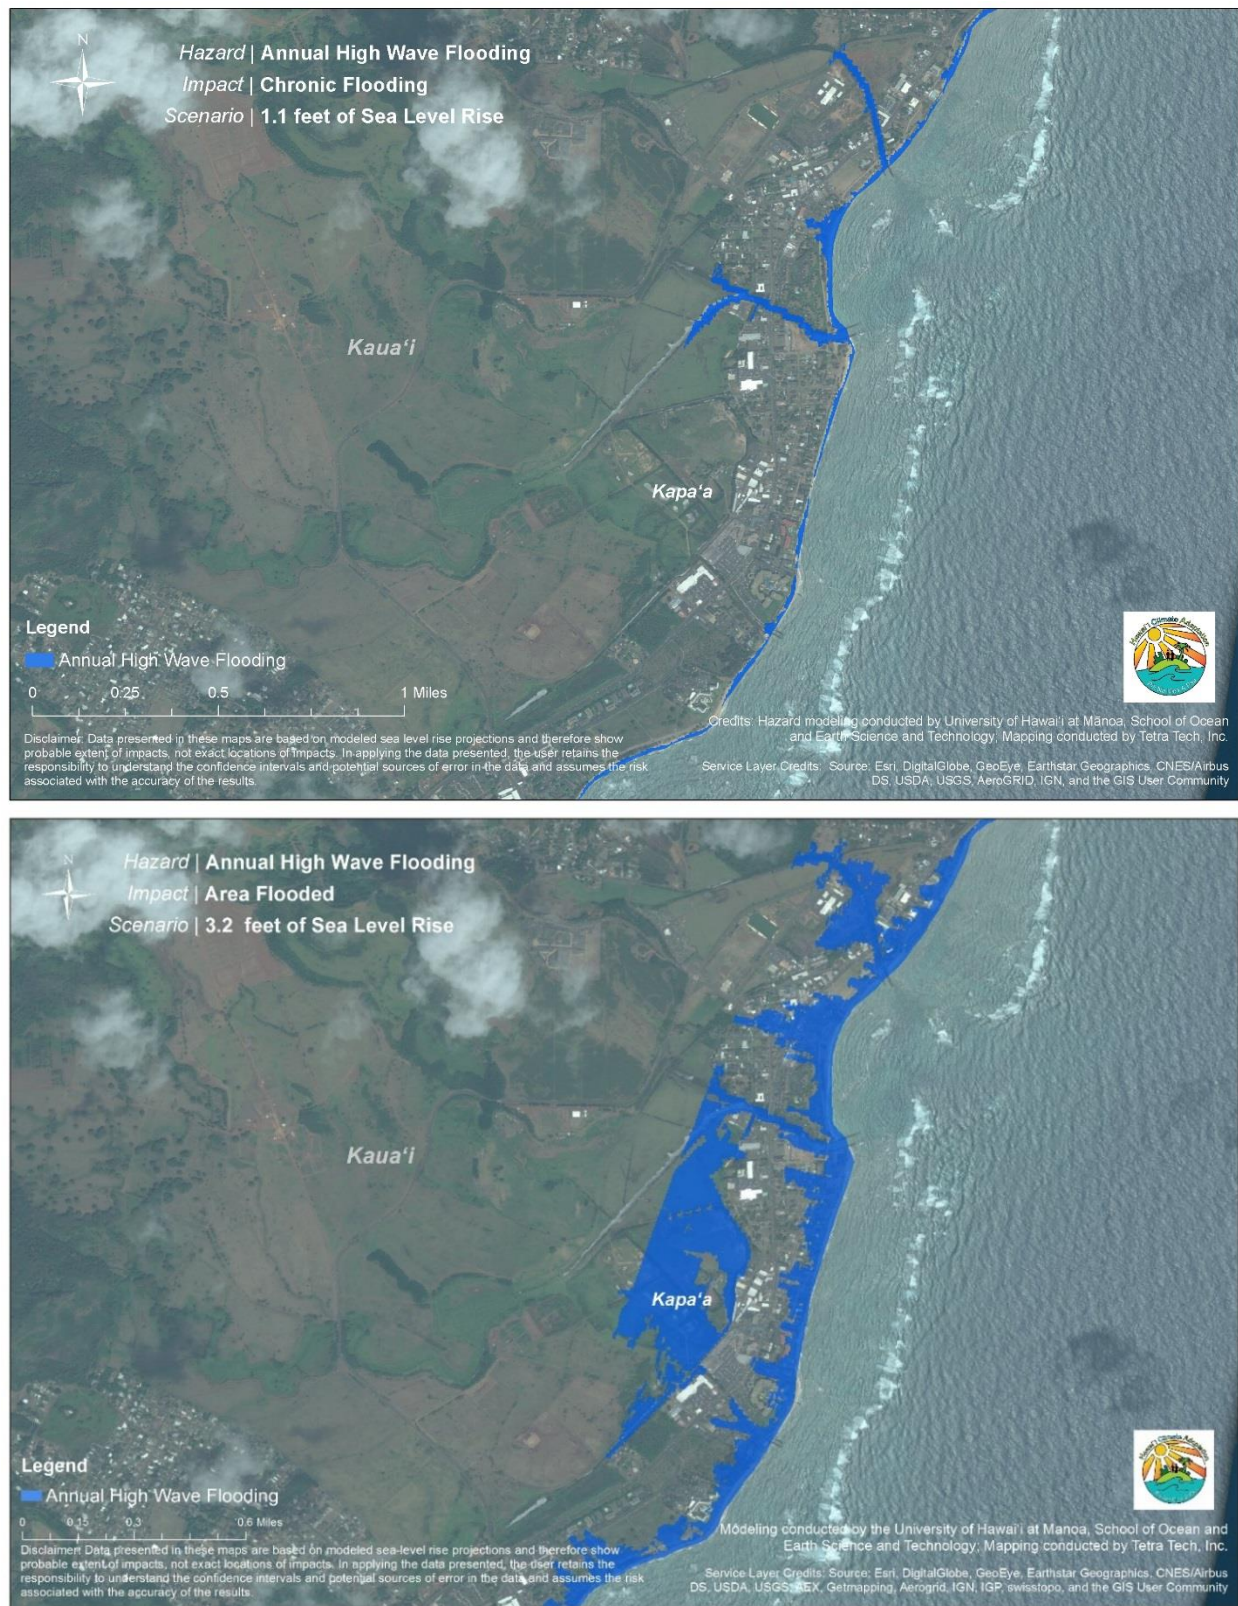 N
Hazard | Annual High Wave Flooding
Impact | Chronic Flooding
Scenario | 1.1 feet of Sea Level Rise
Kauaʻi
Kapaʻa
Legend
Annual High Wave Flooding
0 0.25 0.5 1 Miles
Disclaimer: Data presented in these maps are based on modeled sea level rise projections and therefore show
probable extent of impacts, not exact locations of impacts. In applying the data presented, the user retains the
responsibility to understand the confidence intervals and potential sources of error in the data and assumes the risk
associated with the accuracy of the results.
Hawaiʻi Climate Adaptation
Credits: Hazard modeling conducted by University of Hawaiʻi at Mānoa, School of Ocean
and Earth Science and Technology; Mapping conducted by Tetra Tech, Inc.
Service Layer Credits: Source: Esri, DigitalGlobe, GeoEye, Earthstar Geographics, CNES/Airbus
DS, USDA, USGS, AeroGRID, IGN, and the GIS User Community
N
Hazard | Annual High Wave Flooding
Impact | Area Flooded
Scenario | 3.2 feet of Sea Level Rise
Kauaʻi
Kapaʻa
Legend
Annual High Wave Flooding
0 0.15 0.3 0.6 Miles
Disclaimer: Data presented in these maps are based on modeled sea-level rise projections and therefore show
probable extent of impacts, not exact locations of impacts. In applying the data presented, the user retains the
responsibility to understand the confidence intervals and potential sources of error in the data and assumes the risk
associated with the accuracy of the results.
Hawaiʻi Climate Adaptation
Modeling conducted by the University of Hawaiʻi at Manoa, School of Ocean and
Earth Science and Technology; Mapping conducted by Tetra Tech, Inc.
Service Layer Credits: Source: Esri, DigitalGlobe, GeoEye, Earthstar Geographics, CNES/Airbus
DS, USDA, USGS, AEX, Getmapping, Aerogrid, IGN, IGP, swisstopo, and the GIS User Community